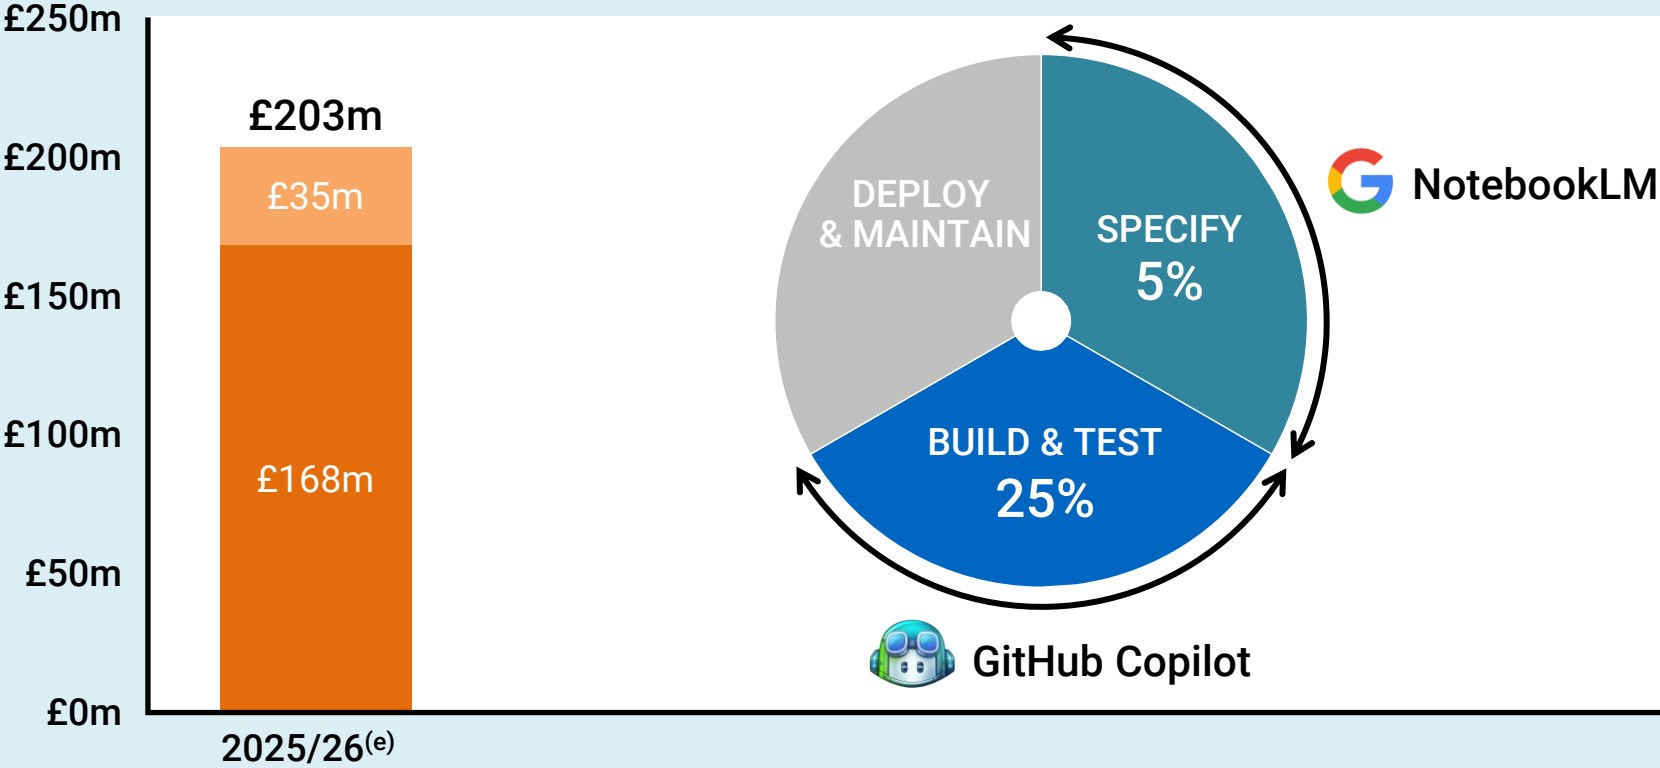 £250m
£200m
£150m
£100m
£50m
£0m
£203m
£35m
£168m
2025/26(e)
DEPLOY
& MAINTAIN
SPECIFY
5%
BUILD & TEST
25%
NotebookLM
GitHub Copilot